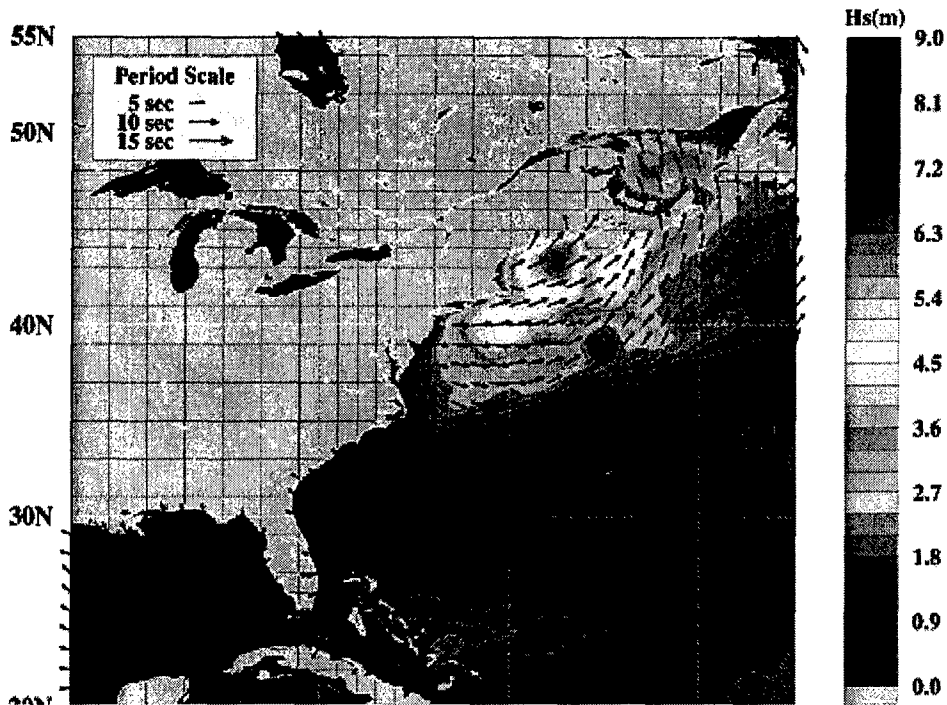 Hs(m)
55N
9.0
Period Scale
5 sec
10 sec
15 sec
8.1
50N
7.2
6.3
5.4
40N
4.5
3.6
2.7
30N
1.8
0.9
0.0
20N